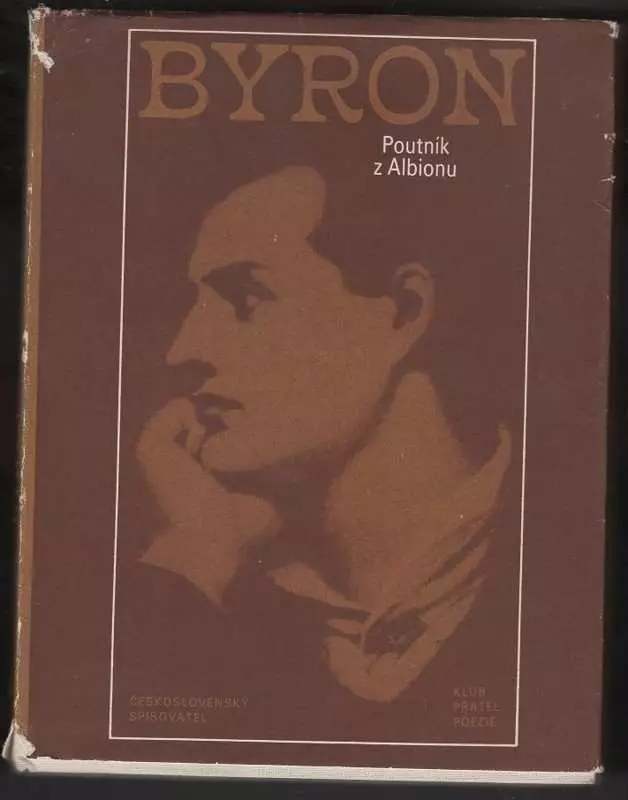 BYRON
Poutník
z Albionu
ČESKOSLOVENSKÝ
SPISOVATEL
KLUB
PŘÁTEL
POEZIE